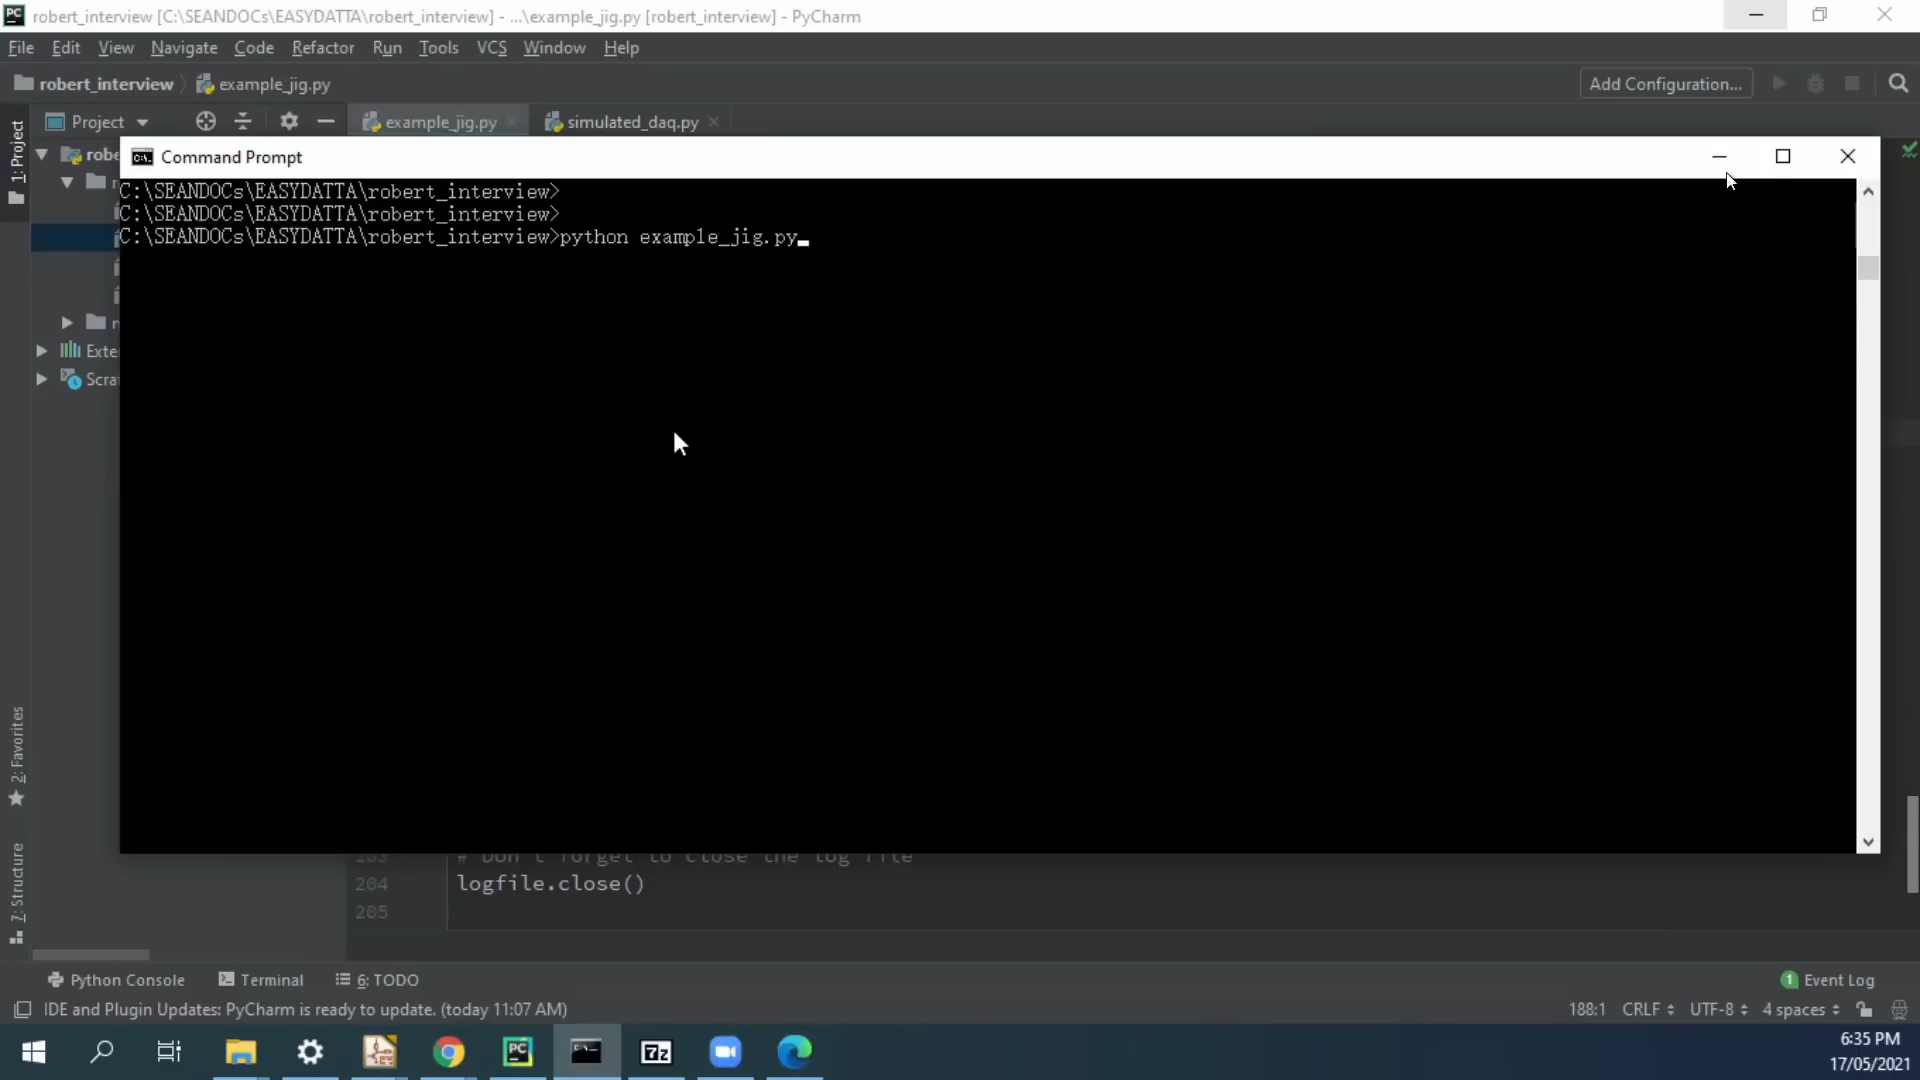 robert_interview [C:\SEANDOCs\EASYDATTA\robert_interview] - ...\example_jig.py [robert_interview] - PyCharm
File Edit View Navigate Code Refactor Run Tools VCS Window Help
robert_interview example_jig.py Add Configuration...
Project example_jig.py simulated_daq.py
1: Project
Command Prompt
C:\SEANDOCs\EASYDATTA\robert_interview>
C:\SEANDOCs\EASYDATTA\robert_interview>
C:\SEANDOCs\EASYDATTA\robert_interview>python example_jig.py
2: Favorites
7: Structure
203 # Don't forget to close the log file
204 logfile.close()
205
Python Console Terminal 6: TODO 1 Event Log
IDE and Plugin Updates: PyCharm is ready to update. (today 11:07 AM) 188:1 CRLF UTF-8 4 spaces
6:35 PM
17/05/2021